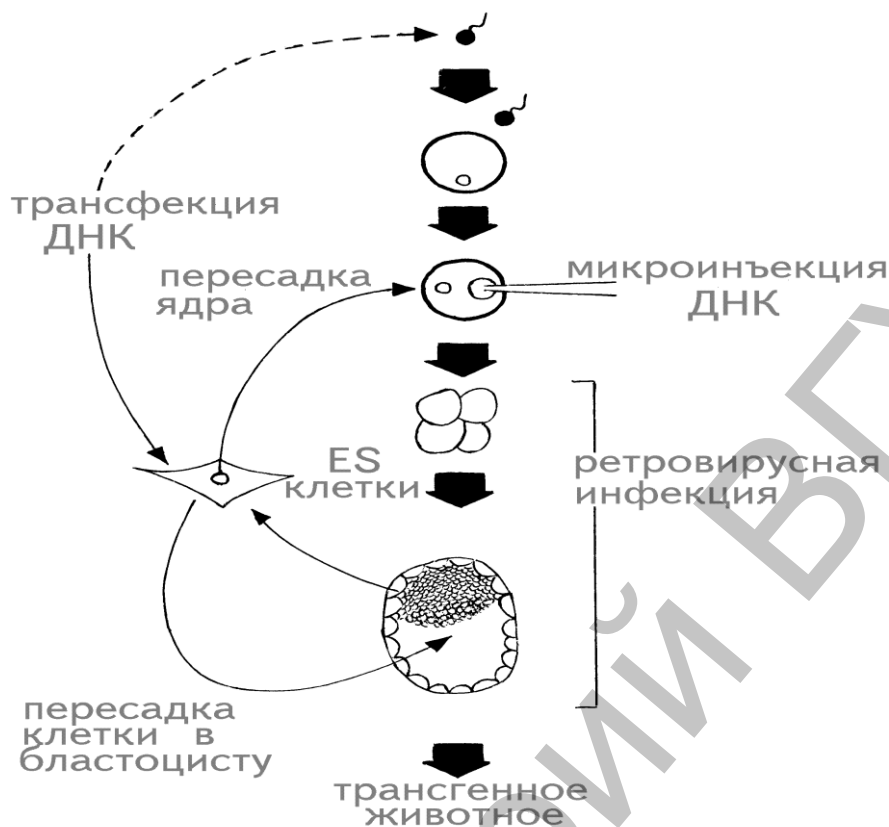 трансфекция
ДНК
пересадка
ядра
микроинъекция
ДНК
ES
клетки
ретровирусная
инфекция
пересадка
клетки в
бластоцисту
трансгенное
животное